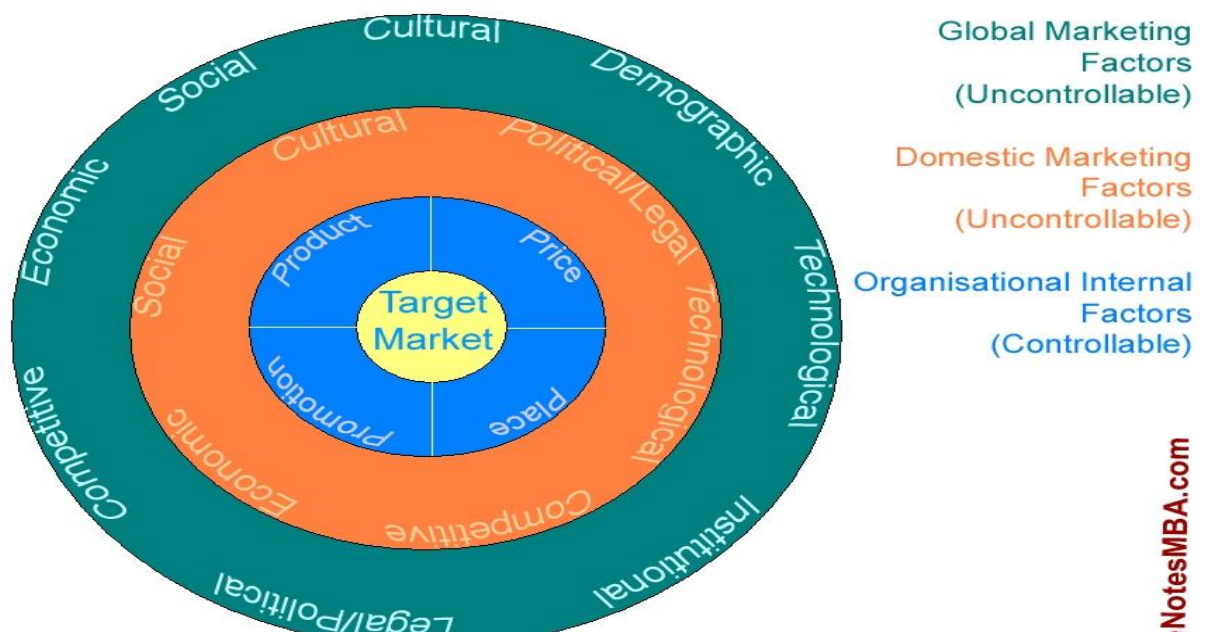 Cultural
Demographic
Technological
Institutional
Legal/Political
Competitive
Economic
Social
Cultural
Political/Legal
Technological
Competitive
Economic
Social
Product
Price
Place
Promotion
Target
Market
Global Marketing
Factors
(Uncontrollable)
Domestic Marketing
Factors
(Uncontrollable)
Organisational Internal
Factors
(Controllable)
NotesMBA.com